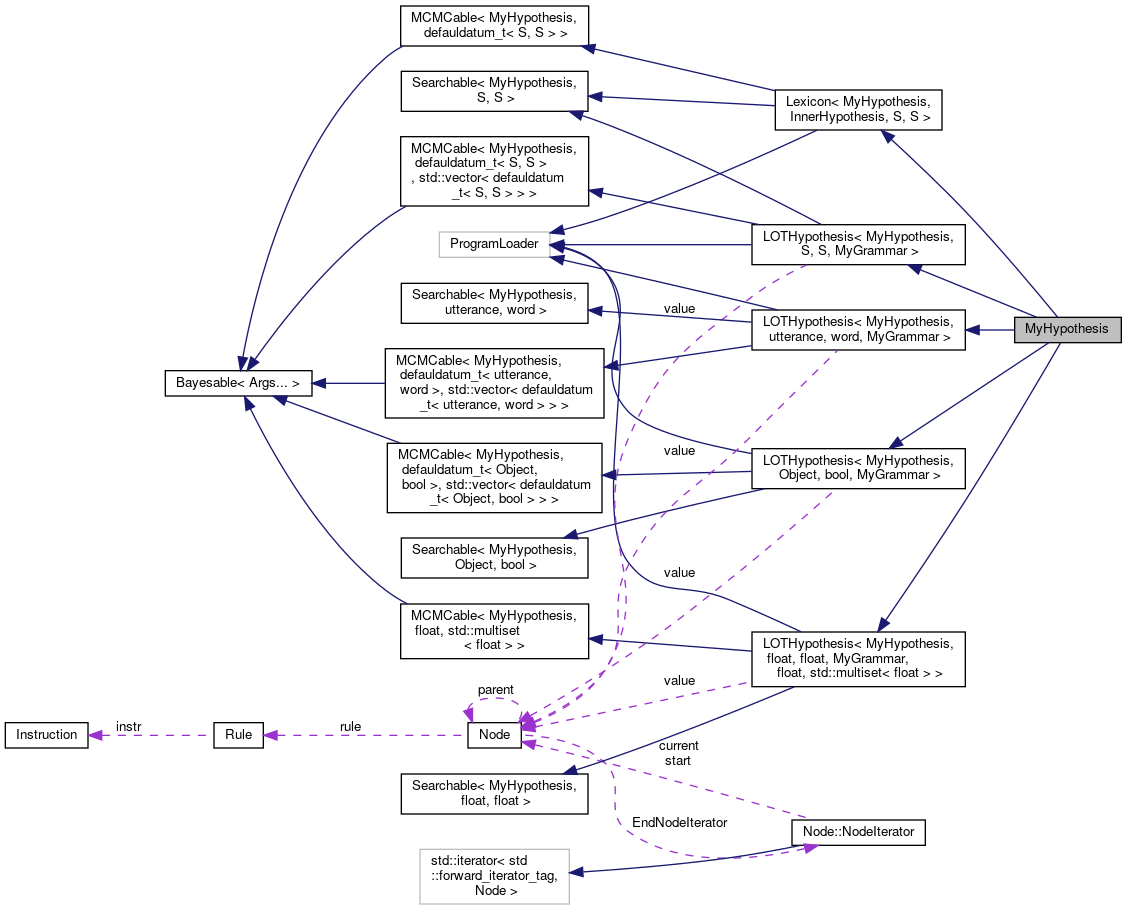 MCMCable< MyHypothesis,
defauldatum_t< S, S > >
Searchable< MyHypothesis,
S, S >
Lexicon< MyHypothesis,
InnerHypothesis, S, S >
MCMCable< MyHypothesis,
defauldatum_t< S, S >
, std::vector< defauldatum
_t< S, S > > >
ProgramLoader
LOTHypothesis< MyHypothesis,
S, S, MyGrammar >
Searchable< MyHypothesis,
utterance, word >
value
LOTHypothesis< MyHypothesis,
utterance, word, MyGrammar >
MyHypothesis
Bayesable< Args... >
MCMCable< MyHypothesis,
defauldatum_t< utterance,
word >, std::vector< defauldatum
_t< utterance, word > > >
value
MCMCable< MyHypothesis,
defauldatum_t< Object,
bool >, std::vector< defauldatum
_t< Object, bool > > >
LOTHypothesis< MyHypothesis,
Object, bool, MyGrammar >
Searchable< MyHypothesis,
Object, bool >
value
MCMCable< MyHypothesis,
float, std::multiset
< float > >
LOTHypothesis< MyHypothesis,
float, float, MyGrammar,
float, std::multiset< float > >
value
parent
Instruction
instr
Rule
rule
Node
current
start
Searchable< MyHypothesis,
float, float >
EndNodeIterator
Node::NodeIterator
std::iterator< std
::forward_iterator_tag,
Node >